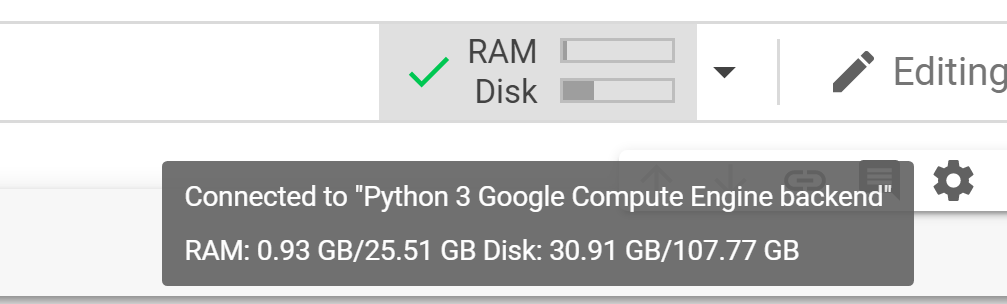 RAM
Disk
Editing
Connected to "Python 3 Google Compute Engine backend"
RAM: 0.93 GB/25.51 GB Disk: 30.91 GB/107.77 GB